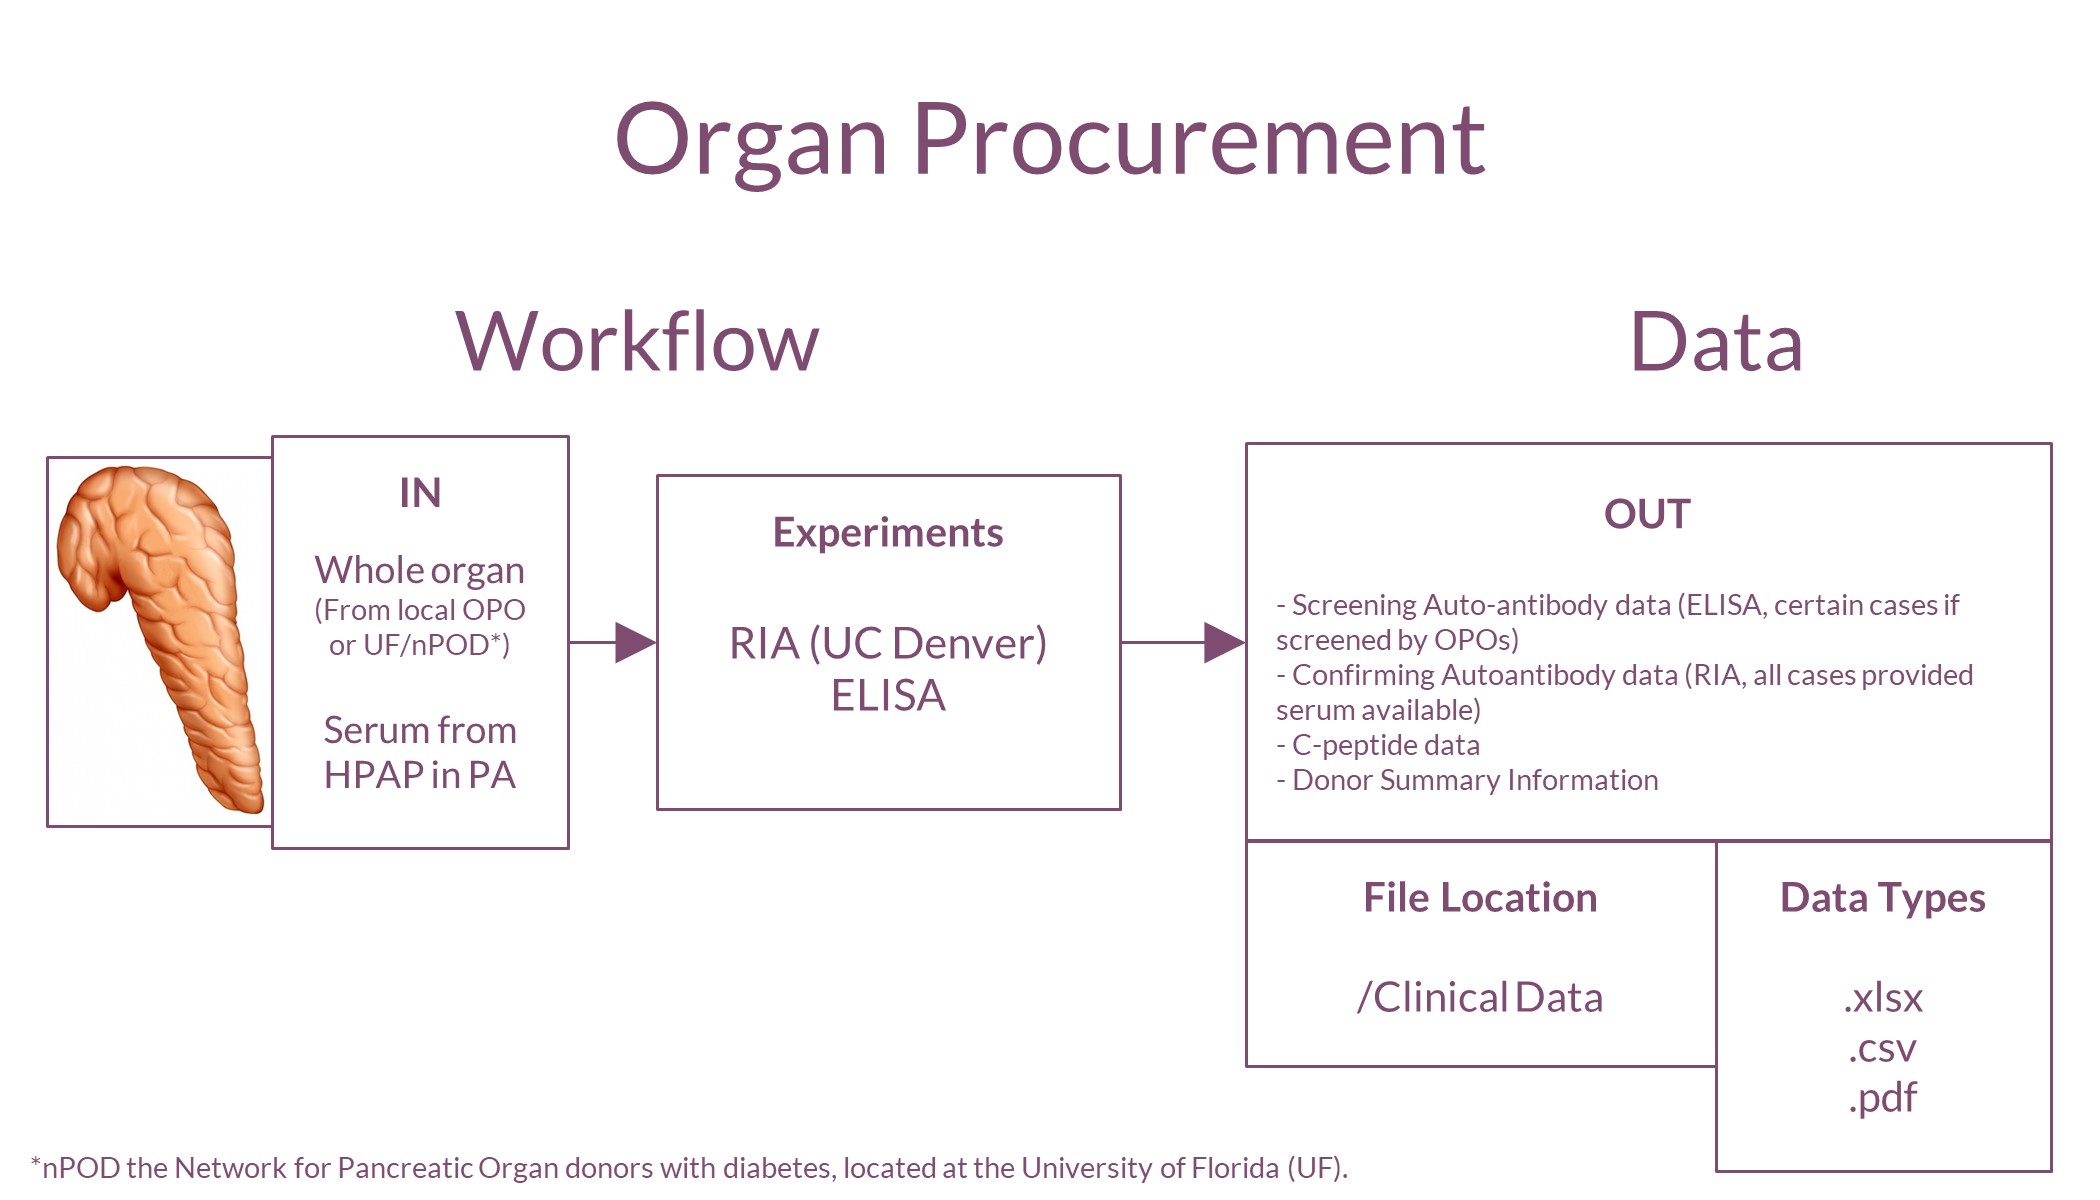 Organ Procurement
Workflow
Data
IN
Whole organ
(From local OPO
or UF/nPOD*)
Serum from
HPAP in PA
Experiments
RIA (UC Denver)
ELISA
OUT
- Screening Auto-antibody data (ELISA, certain cases if
screened by OPOs)
- Confirming Autoantibody data (RIA, all cases provided
serum available)
- C-peptide data
- Donor Summary Information
File Location
/Clinical Data
Data Types
.xlsx
.csv
.pdf
*nPOD the Network for Pancreatic Organ donors with diabetes, located at the University of Florida (UF).